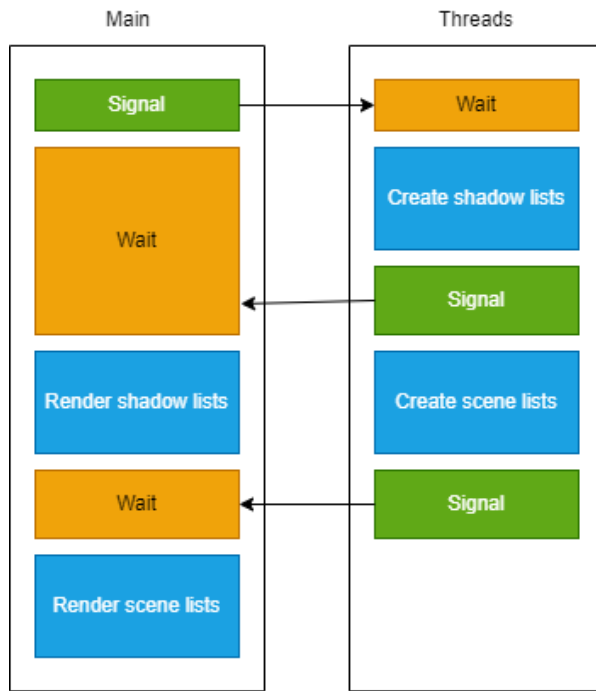 Main
Threads
Signal
Wait
Wait
Create shadow lists
Signal
Render shadow lists
Create scene lists
Wait
Signal
Render scene lists